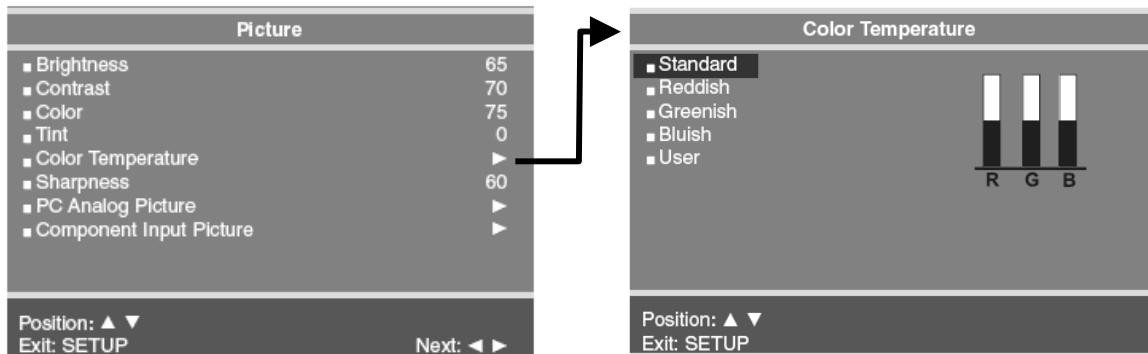 Picture
Brightness 65
Contrast 70
Color 75
Tint 0
Color Temperature ▶
Sharpness 60
PC Analog Picture ▶
Component Input Picture ▶
Position: ▲ ▼
Exit: SETUP Next: ◀ ▶
Color Temperature
Standard
Reddish
Greenish
Bluish
User
R G B
Position: ▲ ▼
Exit: SETUP